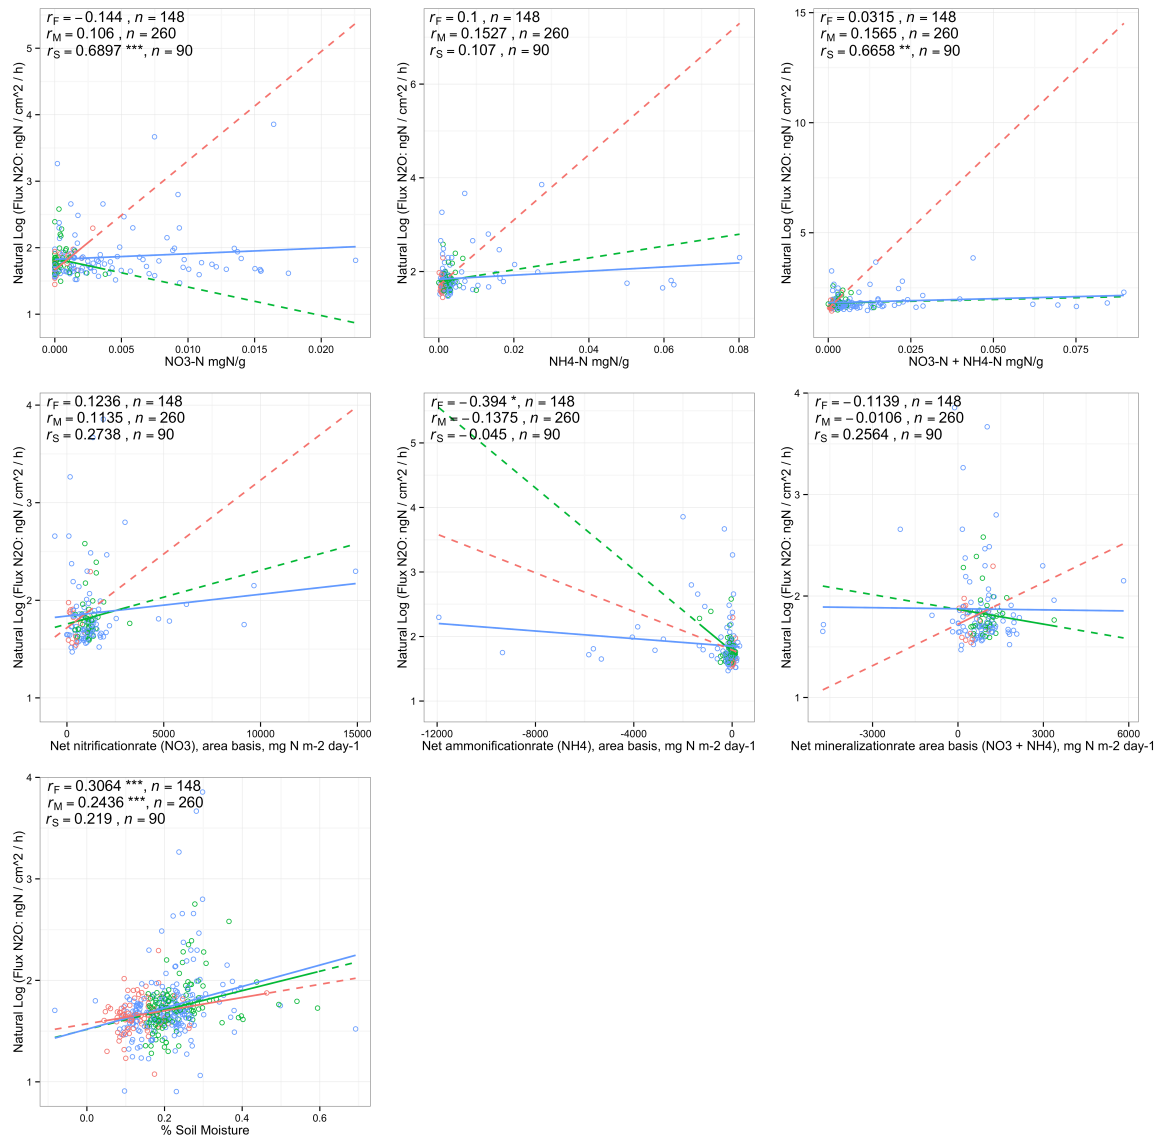 r_F = −0.144 , n = 148
r_M = 0.106 , n = 260
r_S = 0.6897 ***, n = 90
5
4
3
2
1
Natural Log (Flux N2O: ngN / cm^2 / h)
0.000 0.005 0.010 0.015 0.020
NO3-N mgN/g
r_F = 0.1 , n = 148
r_M = 0.1527 , n = 260
r_S = 0.107 , n = 90
6
4
2
Natural Log (Flux N2O: ngN / cm^2 / h)
0.00 0.02 0.04 0.06 0.08
NH4-N mgN/g
r_F = 0.0315 , n = 148
r_M = 0.1565 , n = 260
r_S = 0.6658 **, n = 90
15
10
5
Natural Log (Flux N2O: ngN / cm^2 / h)
0.000 0.025 0.050 0.075
NO3-N + NH4-N mgN/g
r_F = 0.1236 , n = 148
r_M = 0.1135 , n = 260
r_S = 0.2738 , n = 90
4
3
2
1
Natural Log (Flux N2O: ngN / cm^2 / h)
0 5000 10000 15000
Net nitrificationrate (NO3), area basis, mg N m-2 day-1
r_F = −0.394 *, n = 148
r_M = −0.1375 , n = 260
r_S = −0.045 , n = 90
5
4
3
2
1
Natural Log (Flux N2O: ngN / cm^2 / h)
-12000 -8000 -4000 0
Net ammonificationrate (NH4), area basis, mg N m-2 day-1
r_F = −0.1139 , n = 148
r_M = −0.0106 , n = 260
r_S = 0.2564 , n = 90
4
3
2
1
Natural Log (Flux N2O: ngN / cm^2 / h)
-3000 0 3000 6000
Net mineralizationrate area basis (NO3 + NH4), mg N m-2 day-1
r_F = 0.3064 ***, n = 148
r_M = 0.2436 ***, n = 260
r_S = 0.219 , n = 90
4
3
2
1
Natural Log (Flux N2O: ngN / cm^2 / h)
0.0 0.2 0.4 0.6
% Soil Moisture